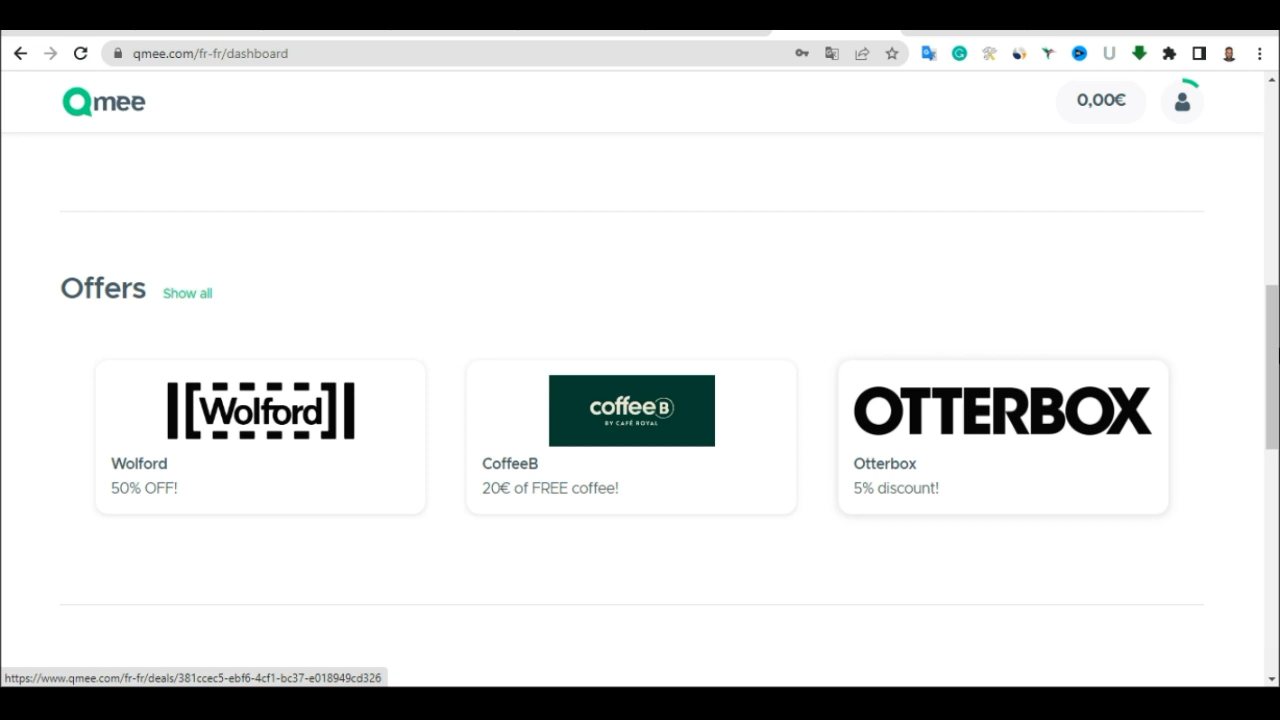 qmee.com/fr-fr/dashboard
Qmee
0,00€
Offers Show all
Wolford
Wolford
50% OFF!
coffee B
BY CAFÉ ROYAL
CoffeeB
20€ of FREE coffee!
OTTERBOX
Otterbox
5% discount!
https://www.qmee.com/fr-fr/deals/381ccec5-ebf6-4cf1-bc37-e018949cd326